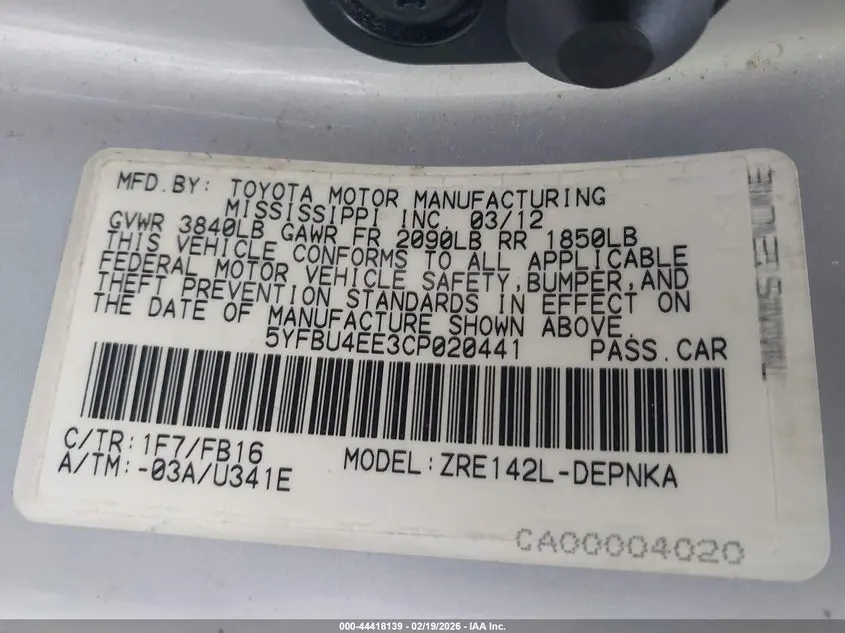 MFD.BY: TOYOTA MOTOR MANUFACTURING
MISSISSIPPI INC. 03/12
GVWR 3840LB GAWR FR 2090LB RR 1850LB
THIS VEHICLE CONFORMS TO ALL APPLICABLE
FEDERAL MOTOR VEHICLE SAFETY,BUMPER,AND
THEFT PREVENTION STANDARDS IN EFFECT ON
THE DATE OF MANUFACTURE SHOWN ABOVE.
5YFBU4EE3CP020441 PASS.CAR
C/TR:1F7/FB16
A/TM:-03A/U341E MODEL:ZRE142L-DEPNKA
CA00004020
000-44418139 - 02/19/2026 - IAA Inc.